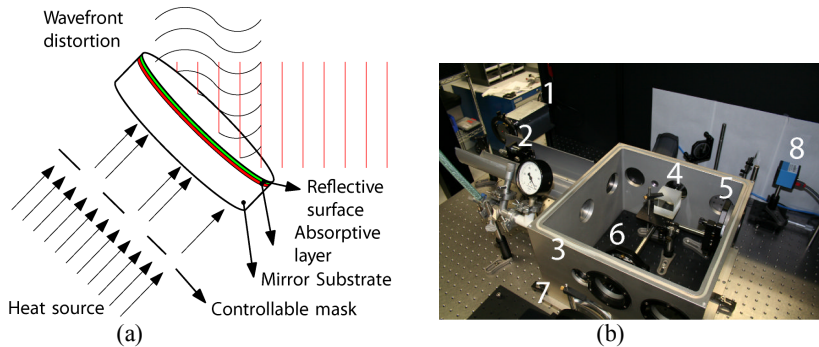 Wavefront
distortion
Reflective
surface
Absorptive
layer
Mirror Substrate
Heat source
Controllable mask
(a)
1
2
8
4
5
6
3
7
(b)